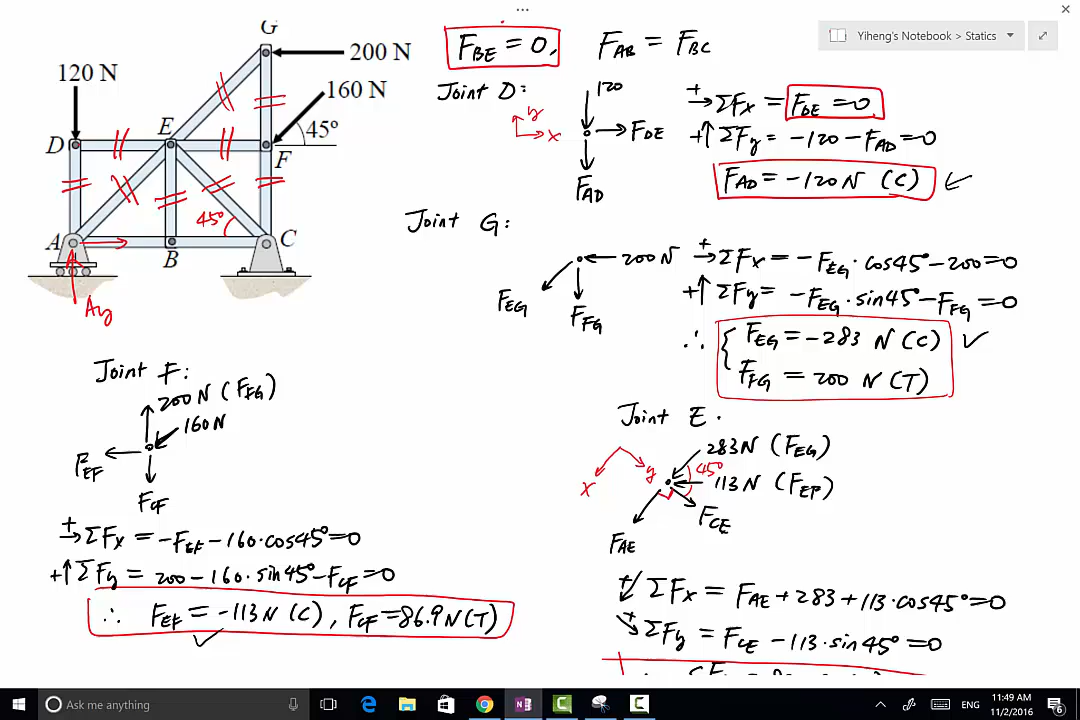 G
200 N
120 N
160 N
45°
E
D
F
45°
A
B
C
Ay
F_BE = 0, F_AB = F_BC
Joint D:
120
y
x
F_DE
F_AD
→+ ΣFx = F_DE = 0.
+↑ ΣFy = -120 - F_AD = 0
F_AD = -120 N (C)
Joint G:
200 N
F_EG
F_FG
→+ ΣFx = -F_EG · cos45° - 200 = 0
+↑ ΣFy = -F_EG · sin45° - F_FG = 0
∴ { F_EG = -283 N (C)
F_FG = 200 N (T)
Joint F:
200 N (F_FG)
160N
F_EF
F_CF
→+ ΣFx = -F_EF - 160·cos45° = 0
+↑ ΣFy = 200 - 160·sin45° - F_CF = 0
∴ F_EF = -113 N (C), F_CF = 86.9 N (T)
Joint E.
283 N (F_EG)
45°
113 N (F_EF)
x
y
F_CE
F_AE
+↙ ΣFx = F_AE + 283 + 113·cos45° = 0
+↘ ΣFy = F_CE - 113·sin45° = 0
Yiheng's Notebook > Statics
Ask me anything
ENG
11:49 AM
11/2/2016
6